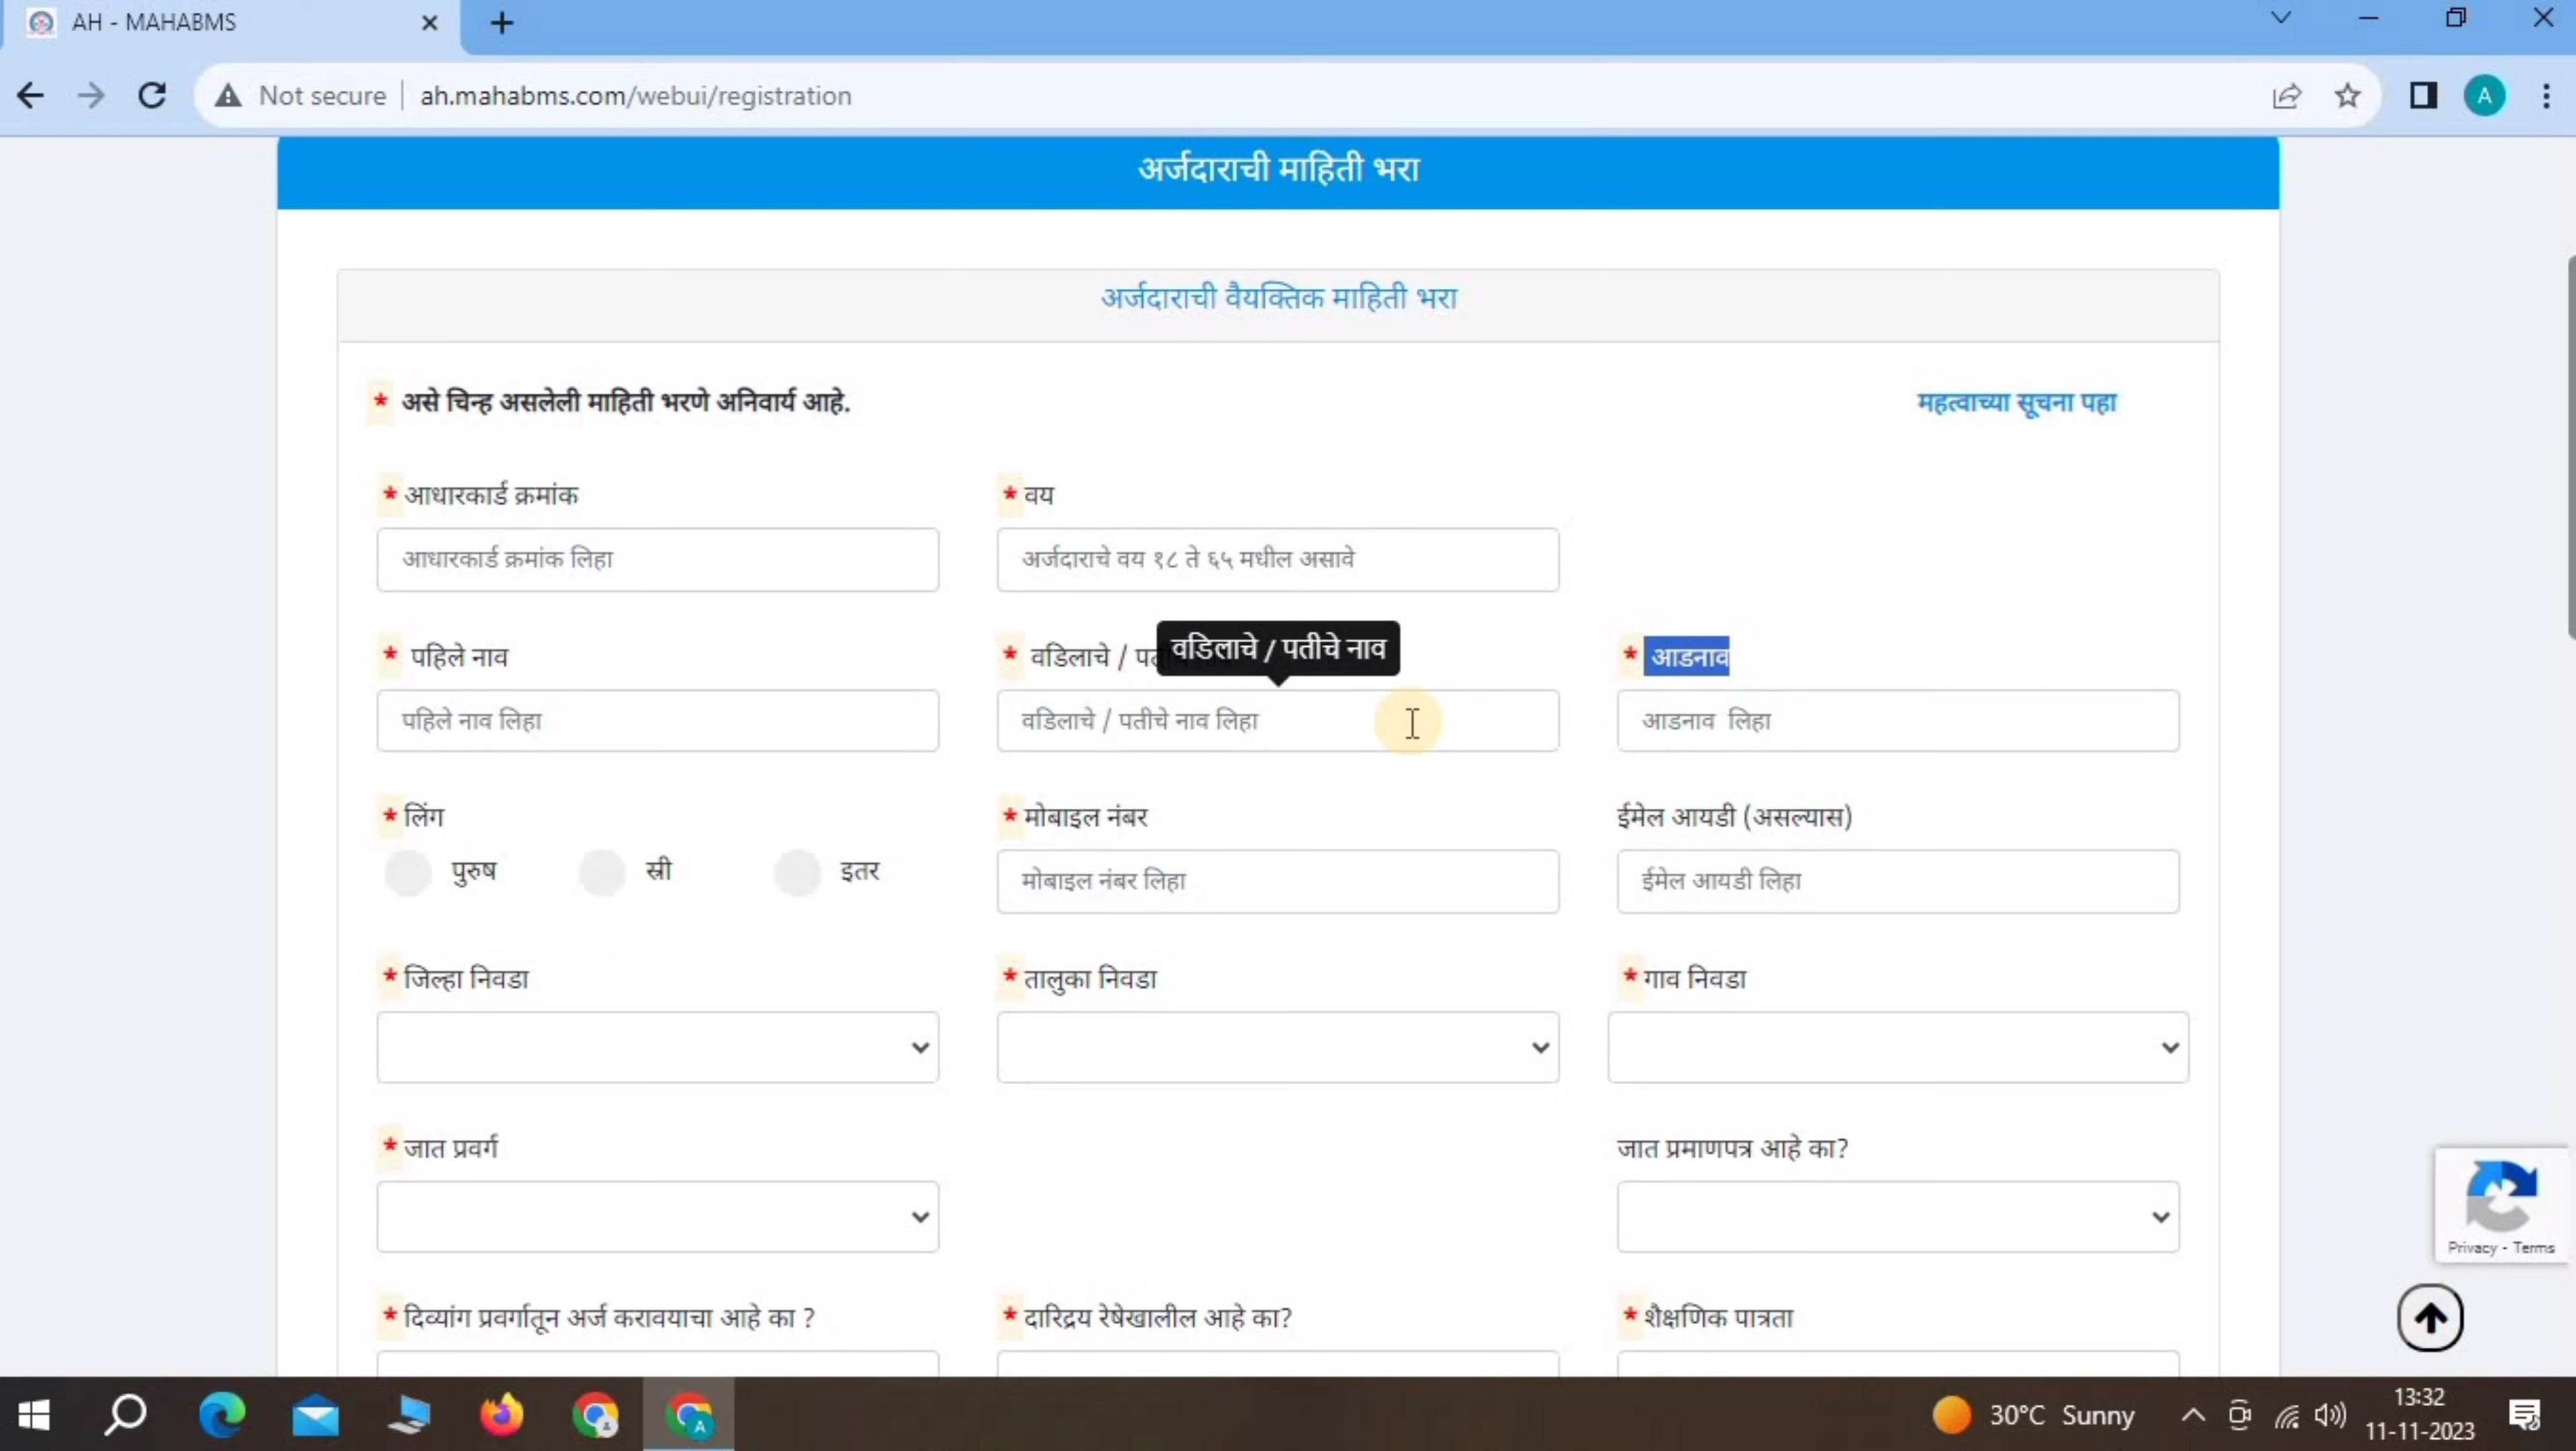 AH - MAHABMS
Not secure ah.mahabms.com/webui/registration
A
अर्जदाराची माहिती भरा
अर्जदाराची वैयक्तिक माहिती भरा
* असे चिन्ह असलेली माहिती भरणे अनिवार्य आहे. महत्वाच्या सूचना पहा
* आधारकार्ड क्रमांक * वय
आधारकार्ड क्रमांक लिहा अर्जदाराचे वय १८ ते ६५ मधील असावे
* पहिले नाव * वडिलाचे / वडिलाचे / पतीचे नाव * आडनाव
पहिले नाव लिहा वडिलाचे / पतीचे नाव लिहा आडनाव लिहा
* लिंग * मोबाइल नंबर ईमेल आयडी (असल्यास)
पुरुष स्री इतर मोबाइल नंबर लिहा ईमेल आयडी लिहा
* जिल्हा निवडा * तालुका निवडा * गाव निवडा
* जात प्रवर्ग जात प्रमाणपत्र आहे का?
Privacy - Terms
* दिव्यांग प्रवर्गातून अर्ज करावयाचा आहे का ? * दारिद्रय रेषेखालील आहे का? * शैक्षणिक पात्रता
A
30°C Sunny
13:32
11-11-2023